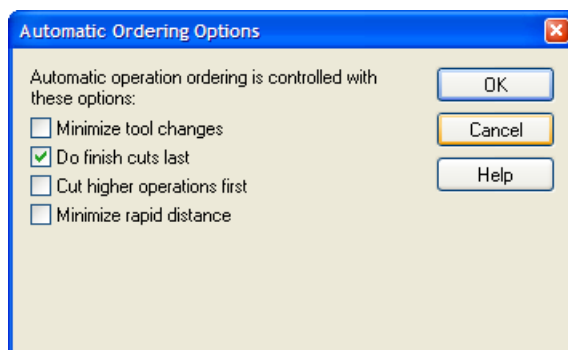 Automatic Ordering Options
Automatic operation ordering is controlled with
these options:
Minimize tool changes
Do finish cuts last
Cut higher operations first
Minimize rapid distance
OK
Cancel
Help